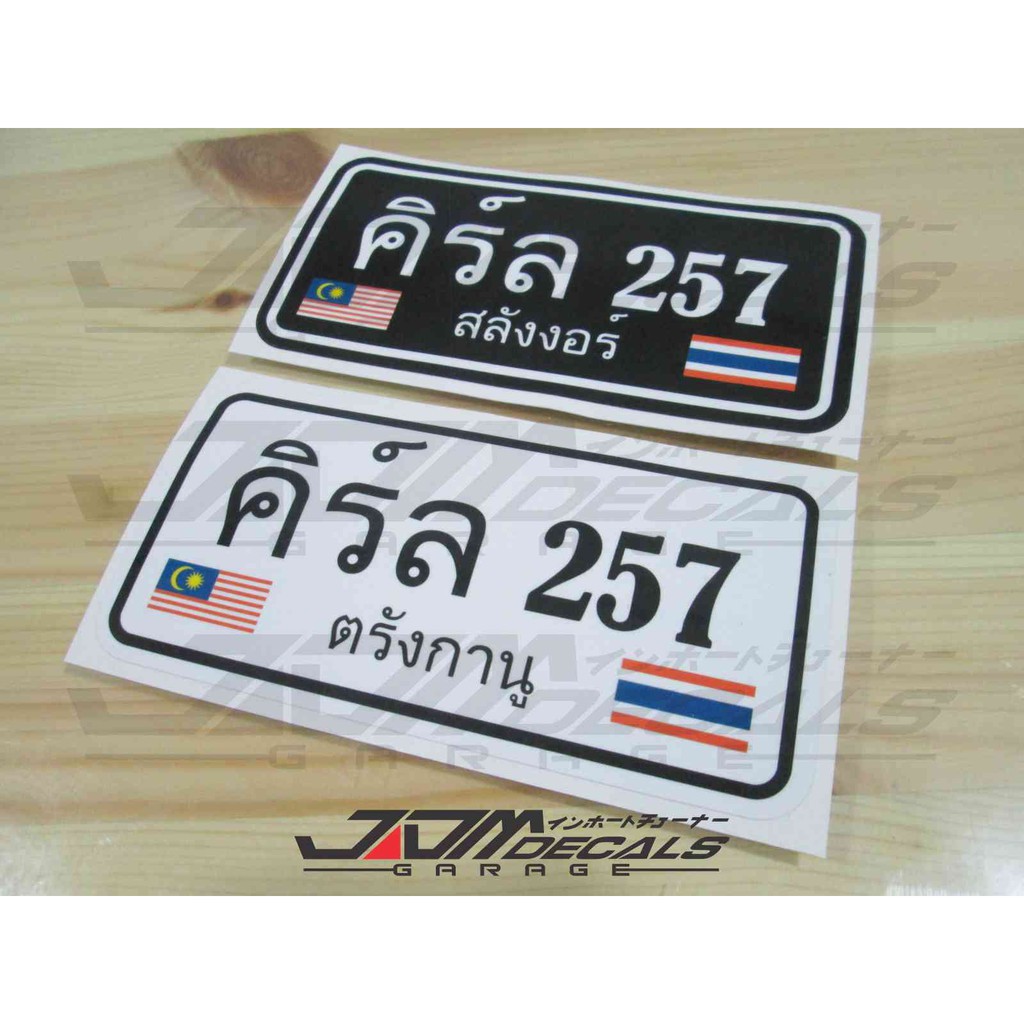 คิร์ล 257
สลังงอร์
คิร์ล 257
ตรังกานู
JDM インポートチューナー
DECALS
GARAGE